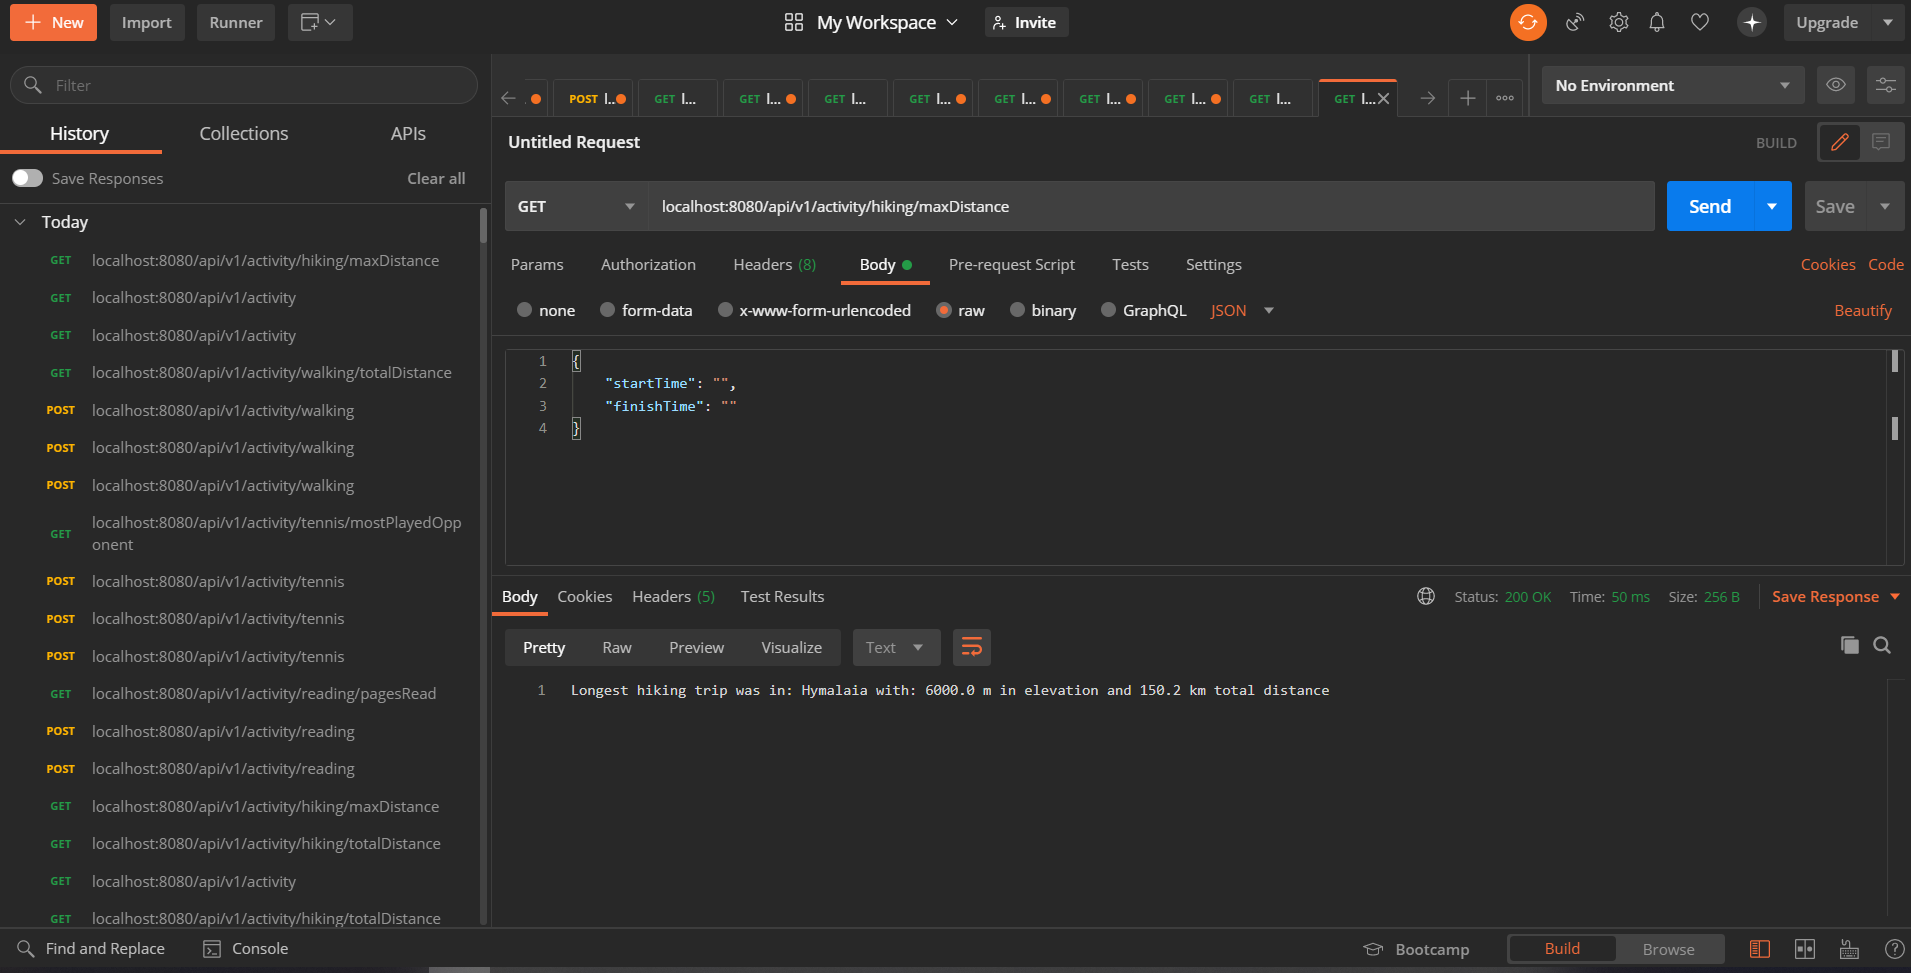 New
Import
Runner
My Workspace
Invite
Upgrade
Filter
History
Collections
APIs
Save Responses
Clear all
Today
GET localhost:8080/api/v1/activity/hiking/maxDistance
GET localhost:8080/api/v1/activity
GET localhost:8080/api/v1/activity
GET localhost:8080/api/v1/activity/walking/totalDistance
POST localhost:8080/api/v1/activity/walking
POST localhost:8080/api/v1/activity/walking
POST localhost:8080/api/v1/activity/walking
GET localhost:8080/api/v1/activity/tennis/mostPlayedOpp
onent
POST localhost:8080/api/v1/activity/tennis
POST localhost:8080/api/v1/activity/tennis
POST localhost:8080/api/v1/activity/tennis
GET localhost:8080/api/v1/activity/reading/pagesRead
POST localhost:8080/api/v1/activity/reading
POST localhost:8080/api/v1/activity/reading
GET localhost:8080/api/v1/activity/hiking/maxDistance
GET localhost:8080/api/v1/activity/hiking/totalDistance
GET localhost:8080/api/v1/activity
GET localhost:8080/api/v1/activity/hiking/totalDistance
POST l...
GET l...
GET l...
GET l...
GET l...
GET l...
GET l...
GET l...
GET l...
GET l...
No Environment
Untitled Request
BUILD
GET
localhost:8080/api/v1/activity/hiking/maxDistance
Send
Save
Params
Authorization
Headers (8)
Body
Pre-request Script
Tests
Settings
Cookies
Code
none
form-data
x-www-form-urlencoded
raw
binary
GraphQL
JSON
Beautify
1 {
2 "startTime": "",
3 "finishTime": ""
4 }
Body
Cookies
Headers (5)
Test Results
Status: 200 OK
Time: 50 ms
Size: 256 B
Save Response
Pretty
Raw
Preview
Visualize
Text
1 Longest hiking trip was in: Hymalaia with: 6000.0 m in elevation and 150.2 km total distance
Find and Replace
Console
Bootcamp
Build
Browse